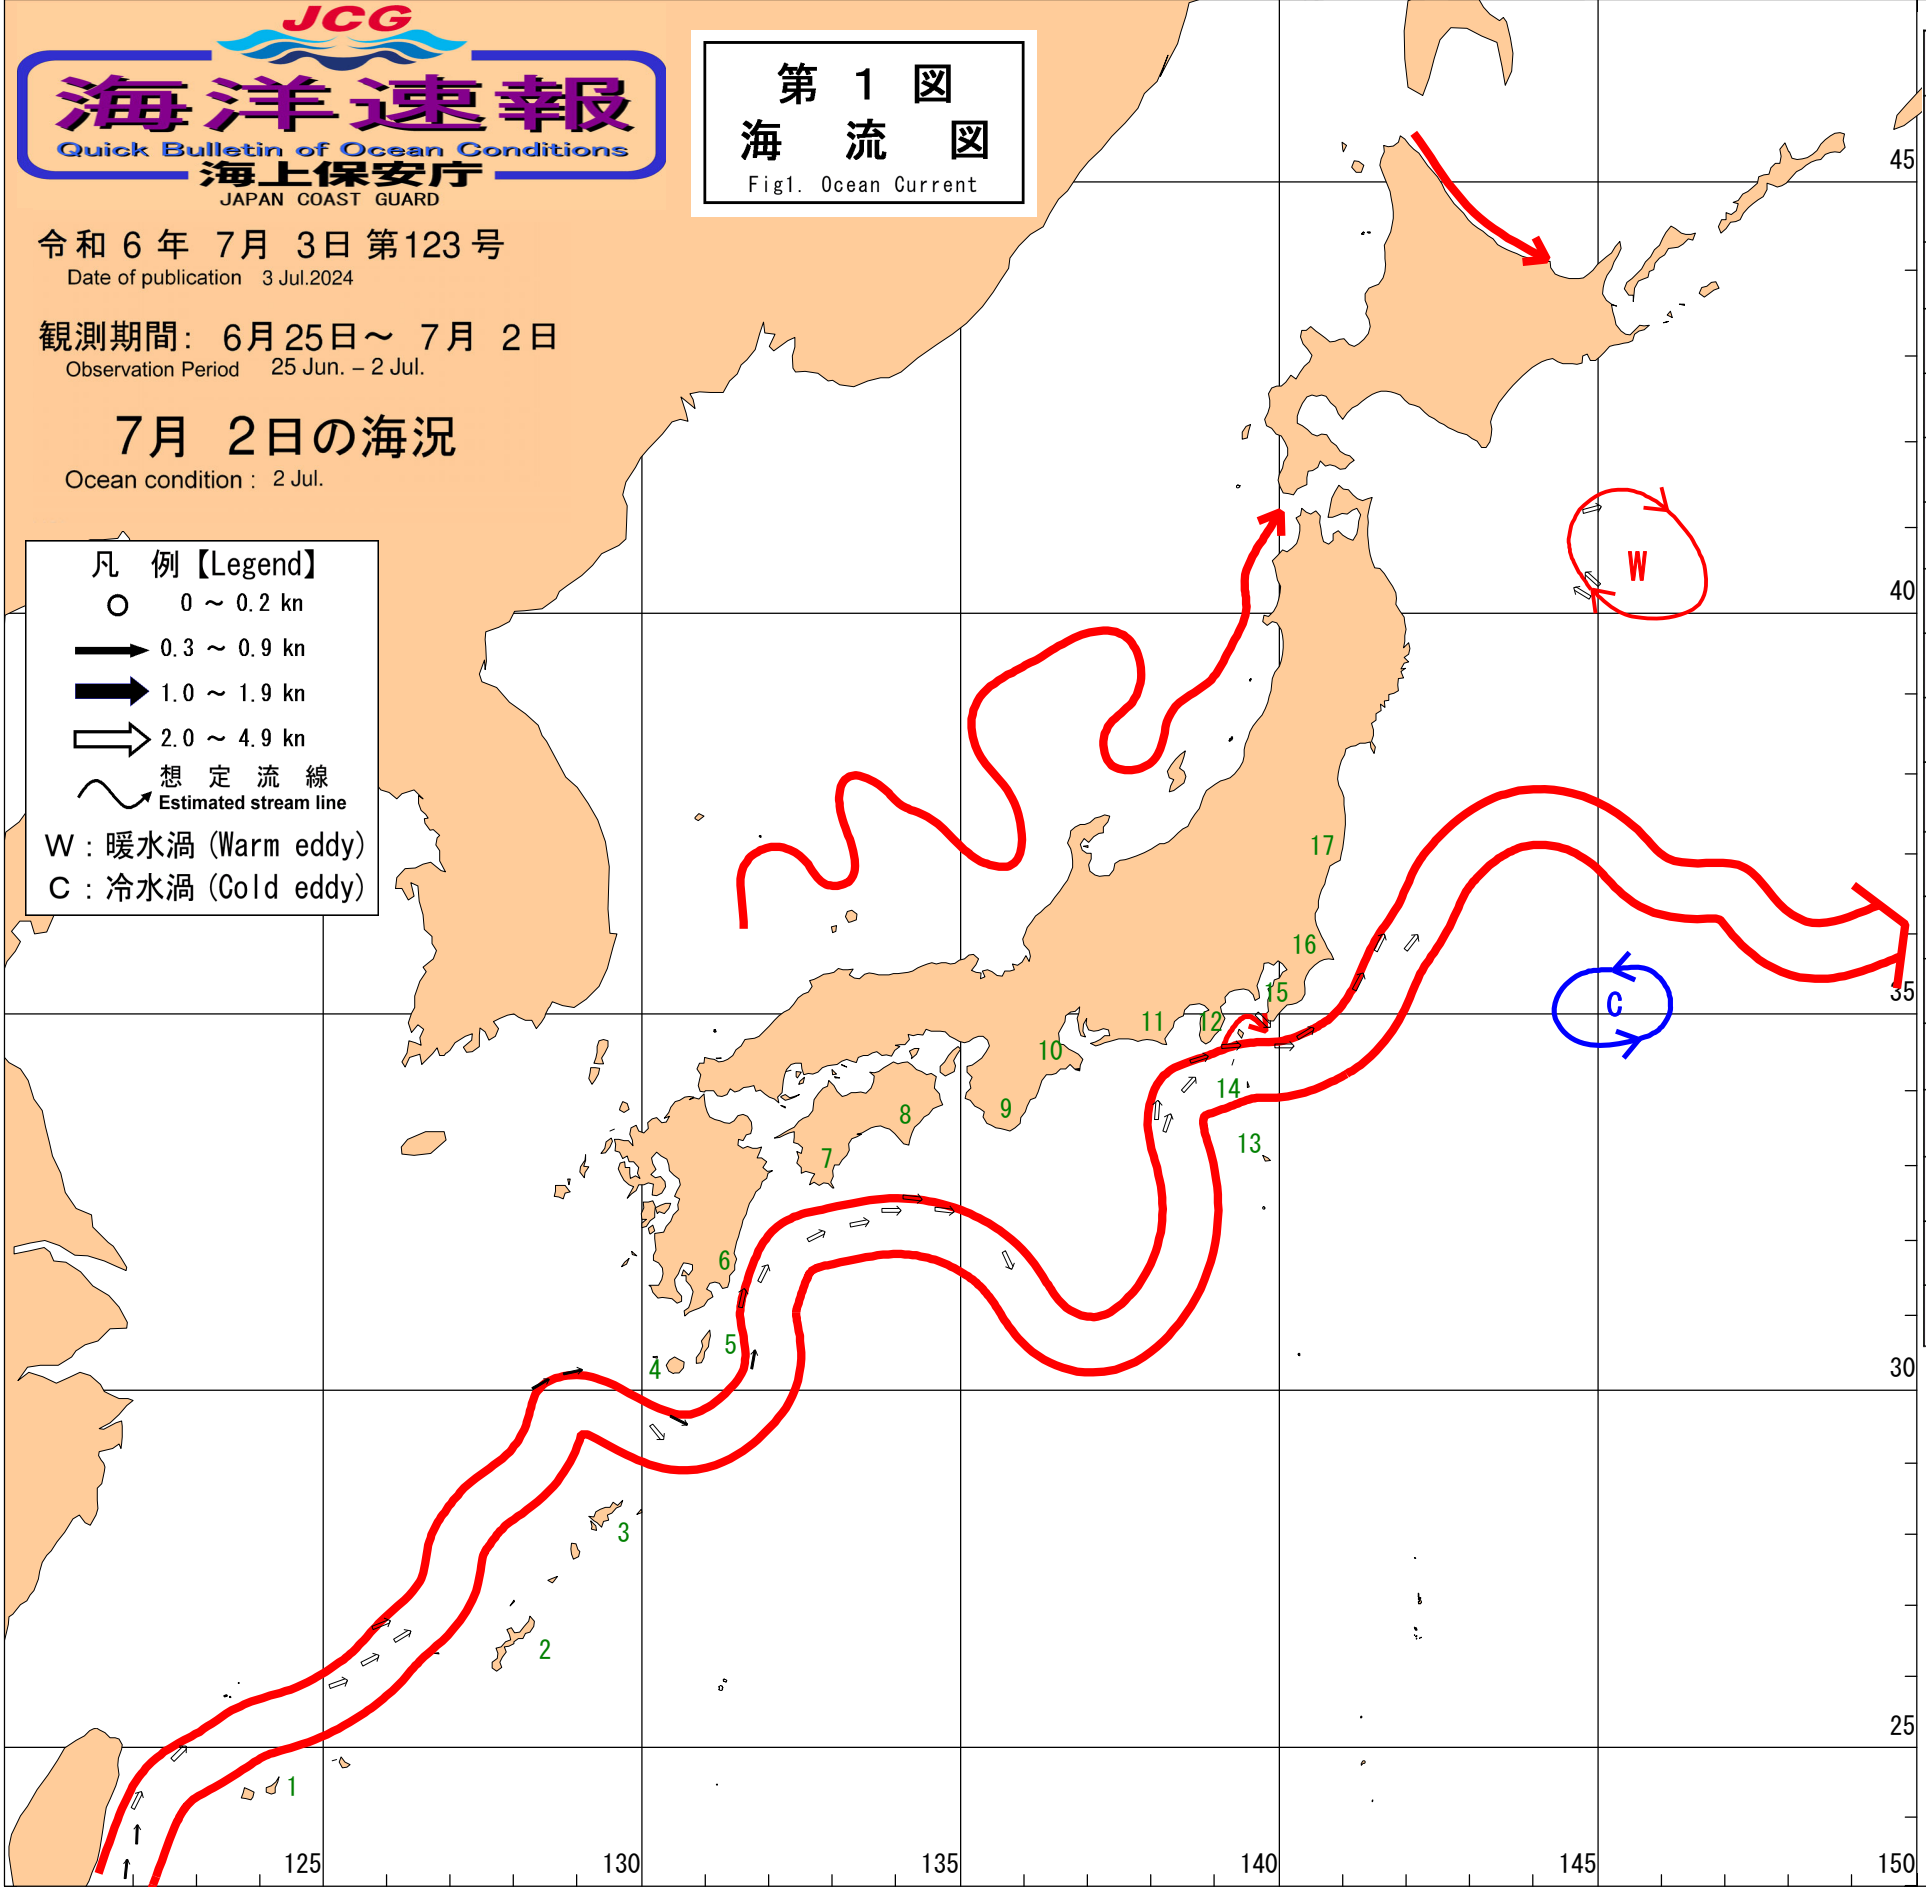 JCG
海洋速報
Quick Bulletin of Ocean Conditions
海上保安庁
JAPAN COAST GUARD
令和 6 年 7月 3日 第123 号
Date of publication 3 Jul.2024
観測期間: 6月 25日～ 7月 2日
Observation Period 25 Jun. – 2 Jul.
7月 2日の海況
Ocean condition : 2 Jul.
第 1 図
海 流 図
Fig1. Ocean Current
凡 例【Legend】
0 ～ 0.2 kn
0.3 ～ 0.9 kn
1.0 ～ 1.9 kn
2.0 ～ 4.9 kn
想 定 流 線
Estimated stream line
W : 暖水渦 (Warm eddy)
C : 冷水渦 (Cold eddy)
45
W
40
17
16
15
35
C
12
11
10
14
9
8
13
7
6
5
4
30
3
2
25
1
125
130
135
140
145
150